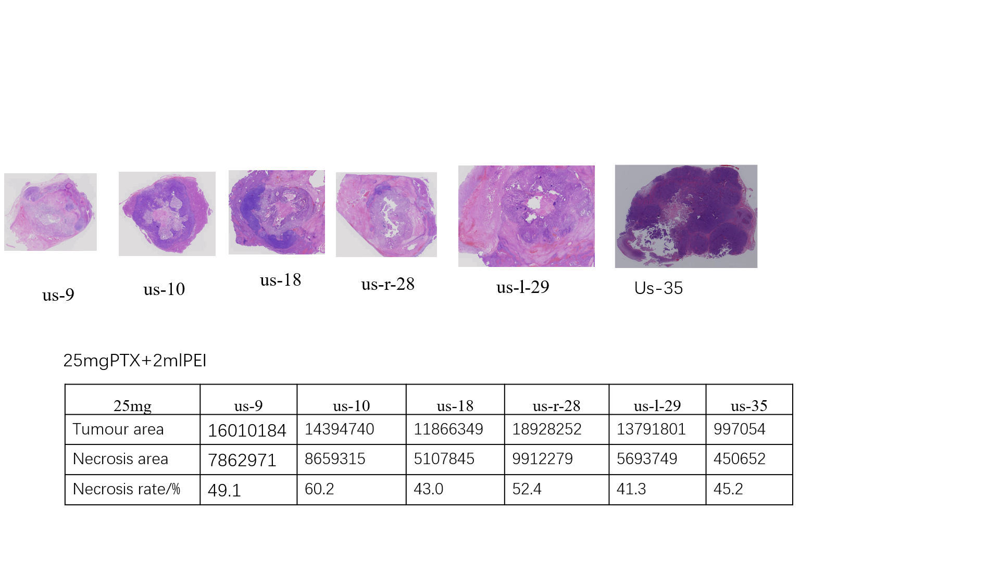 us-9
us-10
us-18
us-r-28
us-l-29
Us-35
25mgPTX+2mlPEI
25mg us-9 us-10 us-18 us-r-28 us-l-29 us-35
Tumour area 16010184 14394740 11866349 18928252 13791801 997054
Necrosis area 7862971 8659315 5107845 9912279 5693749 450652
Necrosis rate/% 49.1 60.2 43.0 52.4 41.3 45.2